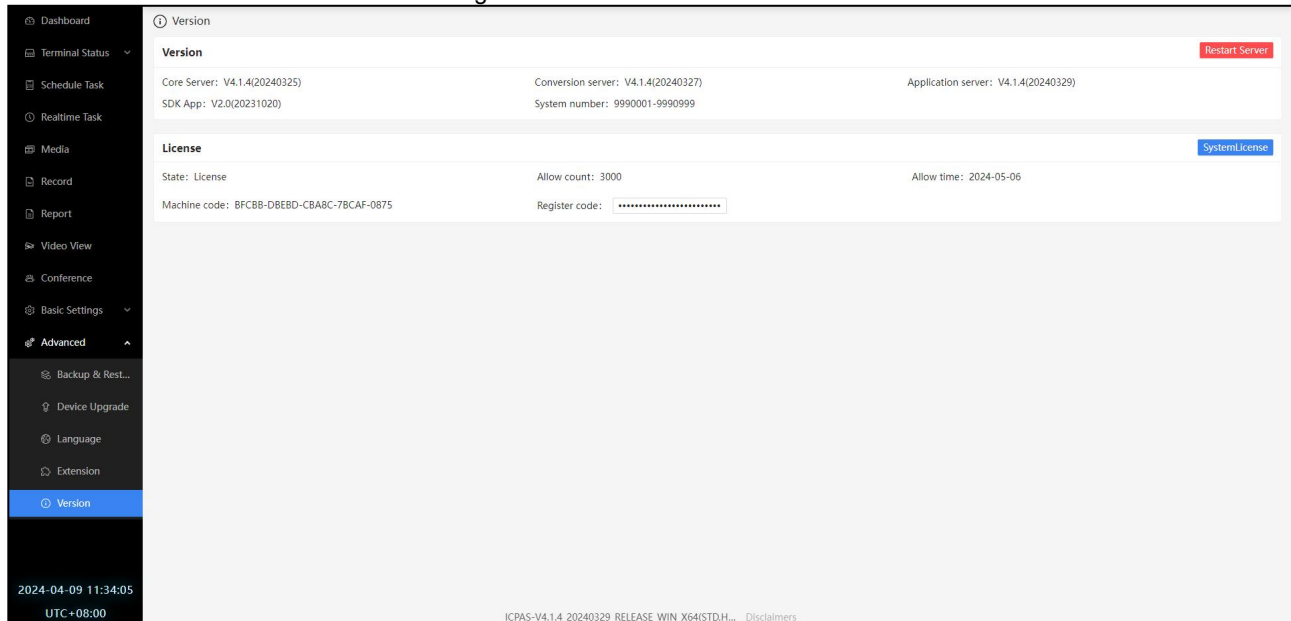 Dashboard
Terminal Status
Schedule Task
Realtime Task
Media
Record
Report
Video View
Conference
Basic Settings
Advanced
Backup & Rest...
Device Upgrade
Language
Extension
Version
2024-04-09 11:34:05
UTC+08:00
Version
Version
Restart Server
Core Server: V4.1.4(20240325)
Conversion server: V4.1.4(20240327)
Application server: V4.1.4(20240329)
SDK App: V2.0(20231020)
System number: 9990001-9990999
License
SystemLicense
State: License
Allow count: 3000
Allow time: 2024-05-06
Machine code: BFCBB-DBEBD-CBA8C-7BCAF-0875
Register code: ••••••••••••••••••••••••
ICPAS-V4.1.4 20240329 RELEASE WIN X64(STD,H... Disclaimers